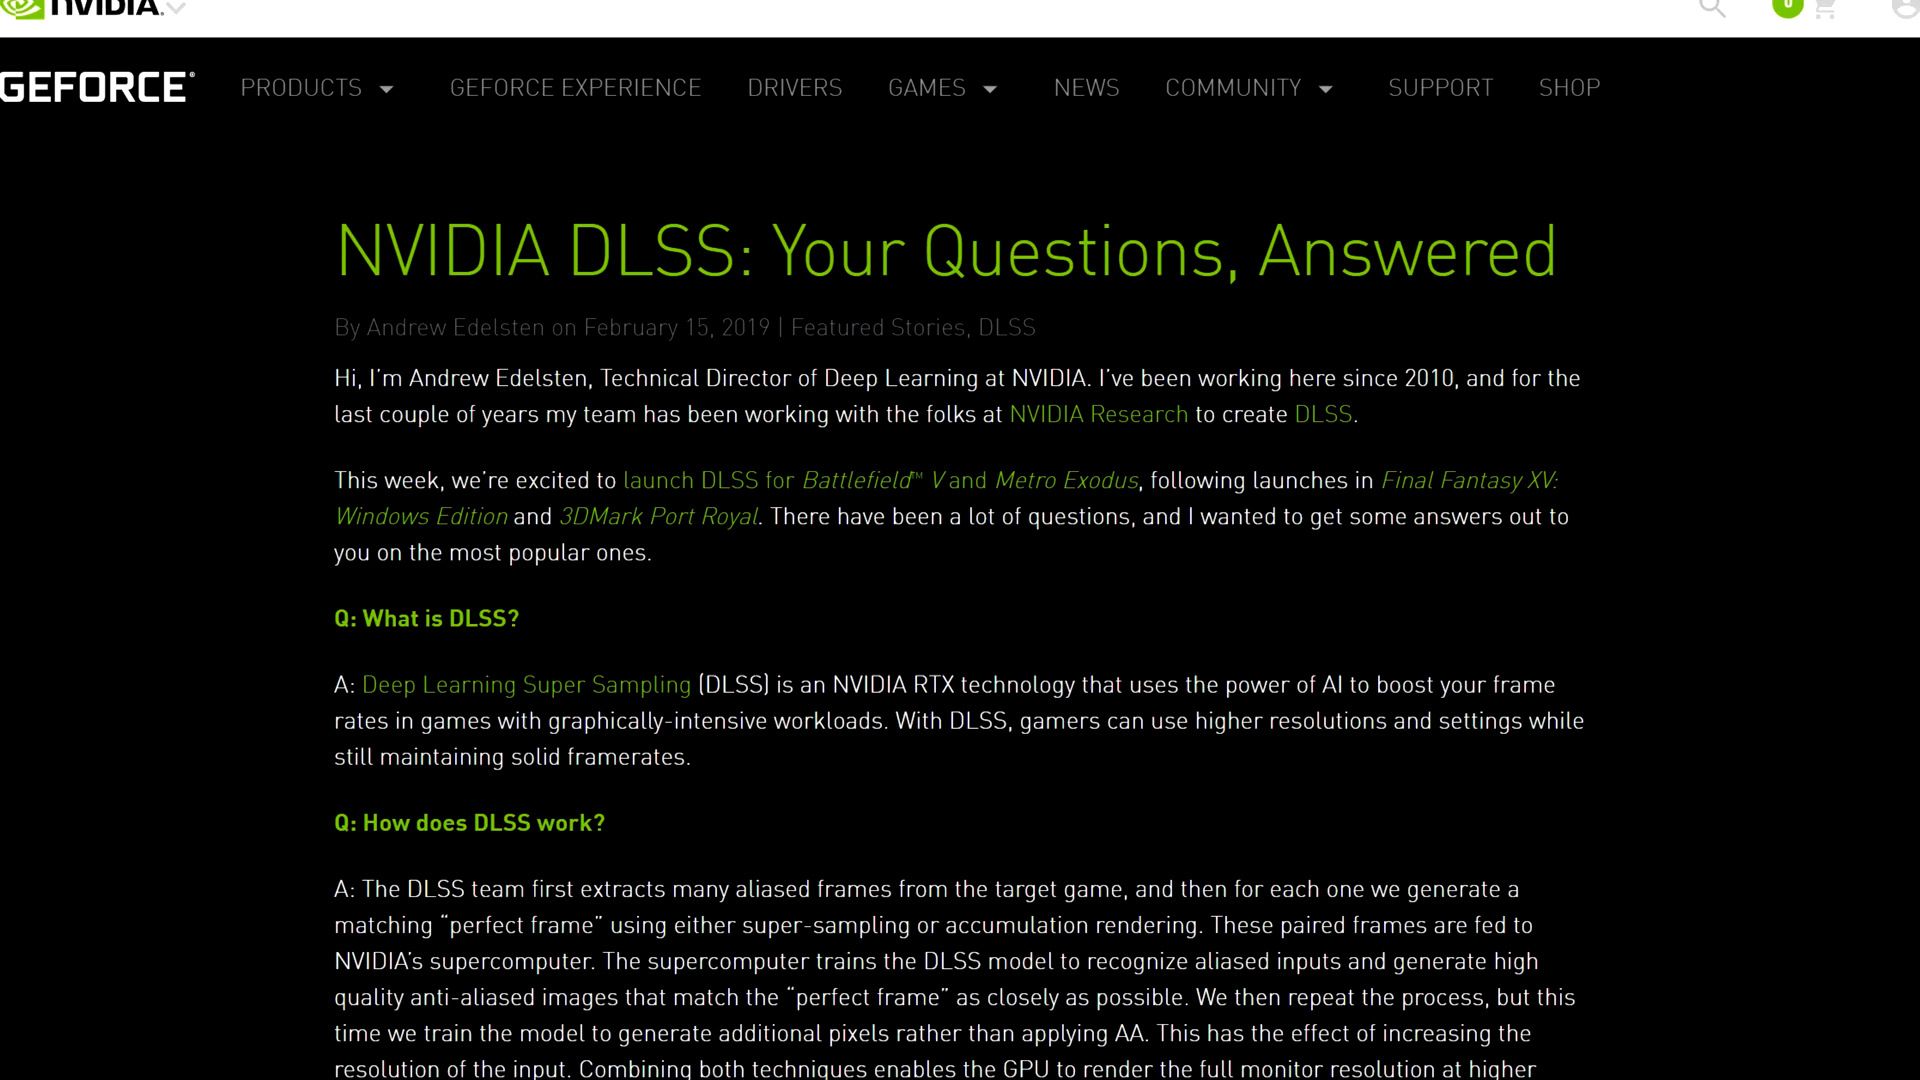 NVIDIA.
0
GEFORCE®
PRODUCTS
GEFORCE EXPERIENCE
DRIVERS
GAMES
NEWS
COMMUNITY
SUPPORT
SHOP
NVIDIA DLSS: Your Questions, Answered
By Andrew Edelsten on February 15, 2019 | Featured Stories, DLSS
Hi, I’m Andrew Edelsten, Technical Director of Deep Learning at NVIDIA. I’ve been working here since 2010, and for the
last couple of years my team has been working with the folks at NVIDIA Research to create DLSS.
This week, we’re excited to launch DLSS for Battlefield™ V and Metro Exodus, following launches in Final Fantasy XV:
Windows Edition and 3DMark Port Royal. There have been a lot of questions, and I wanted to get some answers out to
you on the most popular ones.
Q: What is DLSS?
A: Deep Learning Super Sampling (DLSS) is an NVIDIA RTX technology that uses the power of AI to boost your frame
rates in games with graphically-intensive workloads. With DLSS, gamers can use higher resolutions and settings while
still maintaining solid framerates.
Q: How does DLSS work?
A: The DLSS team first extracts many aliased frames from the target game, and then for each one we generate a
matching “perfect frame” using either super-sampling or accumulation rendering. These paired frames are fed to
NVIDIA’s supercomputer. The supercomputer trains the DLSS model to recognize aliased inputs and generate high
quality anti-aliased images that match the “perfect frame” as closely as possible. We then repeat the process, but this
time we train the model to generate additional pixels rather than applying AA. This has the effect of increasing the
resolution of the input. Combining both techniques enables the GPU to render the full monitor resolution at higher